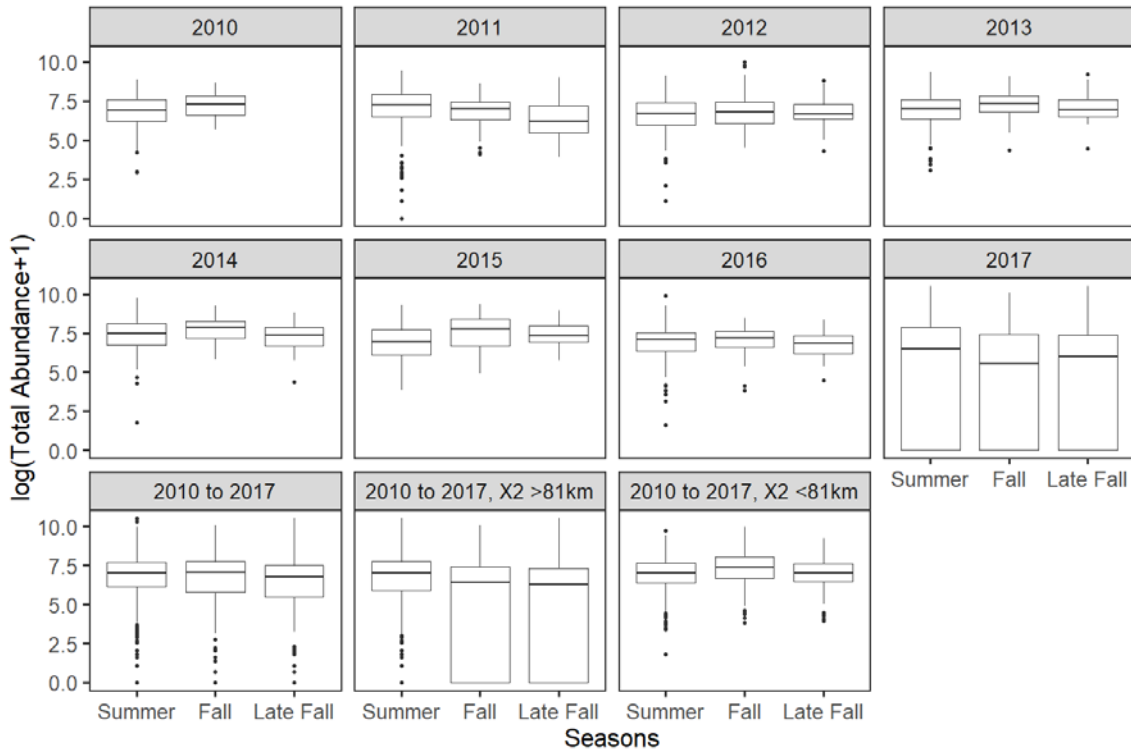 2010 2011 2012 2013
10.0
7.5
5.0
2.5
0.0
2014 2015 2016 2017
10.0
7.5
5.0
2.5
0.0
Summer Fall Late Fall
2010 to 2017 2010 to 2017, X2 >81km 2010 to 2017, X2 <81km
10.0
7.5
5.0
2.5
0.0
Summer Fall Late Fall Summer Fall Late Fall Summer Fall Late Fall
Seasons
log(Total Abundance+1)